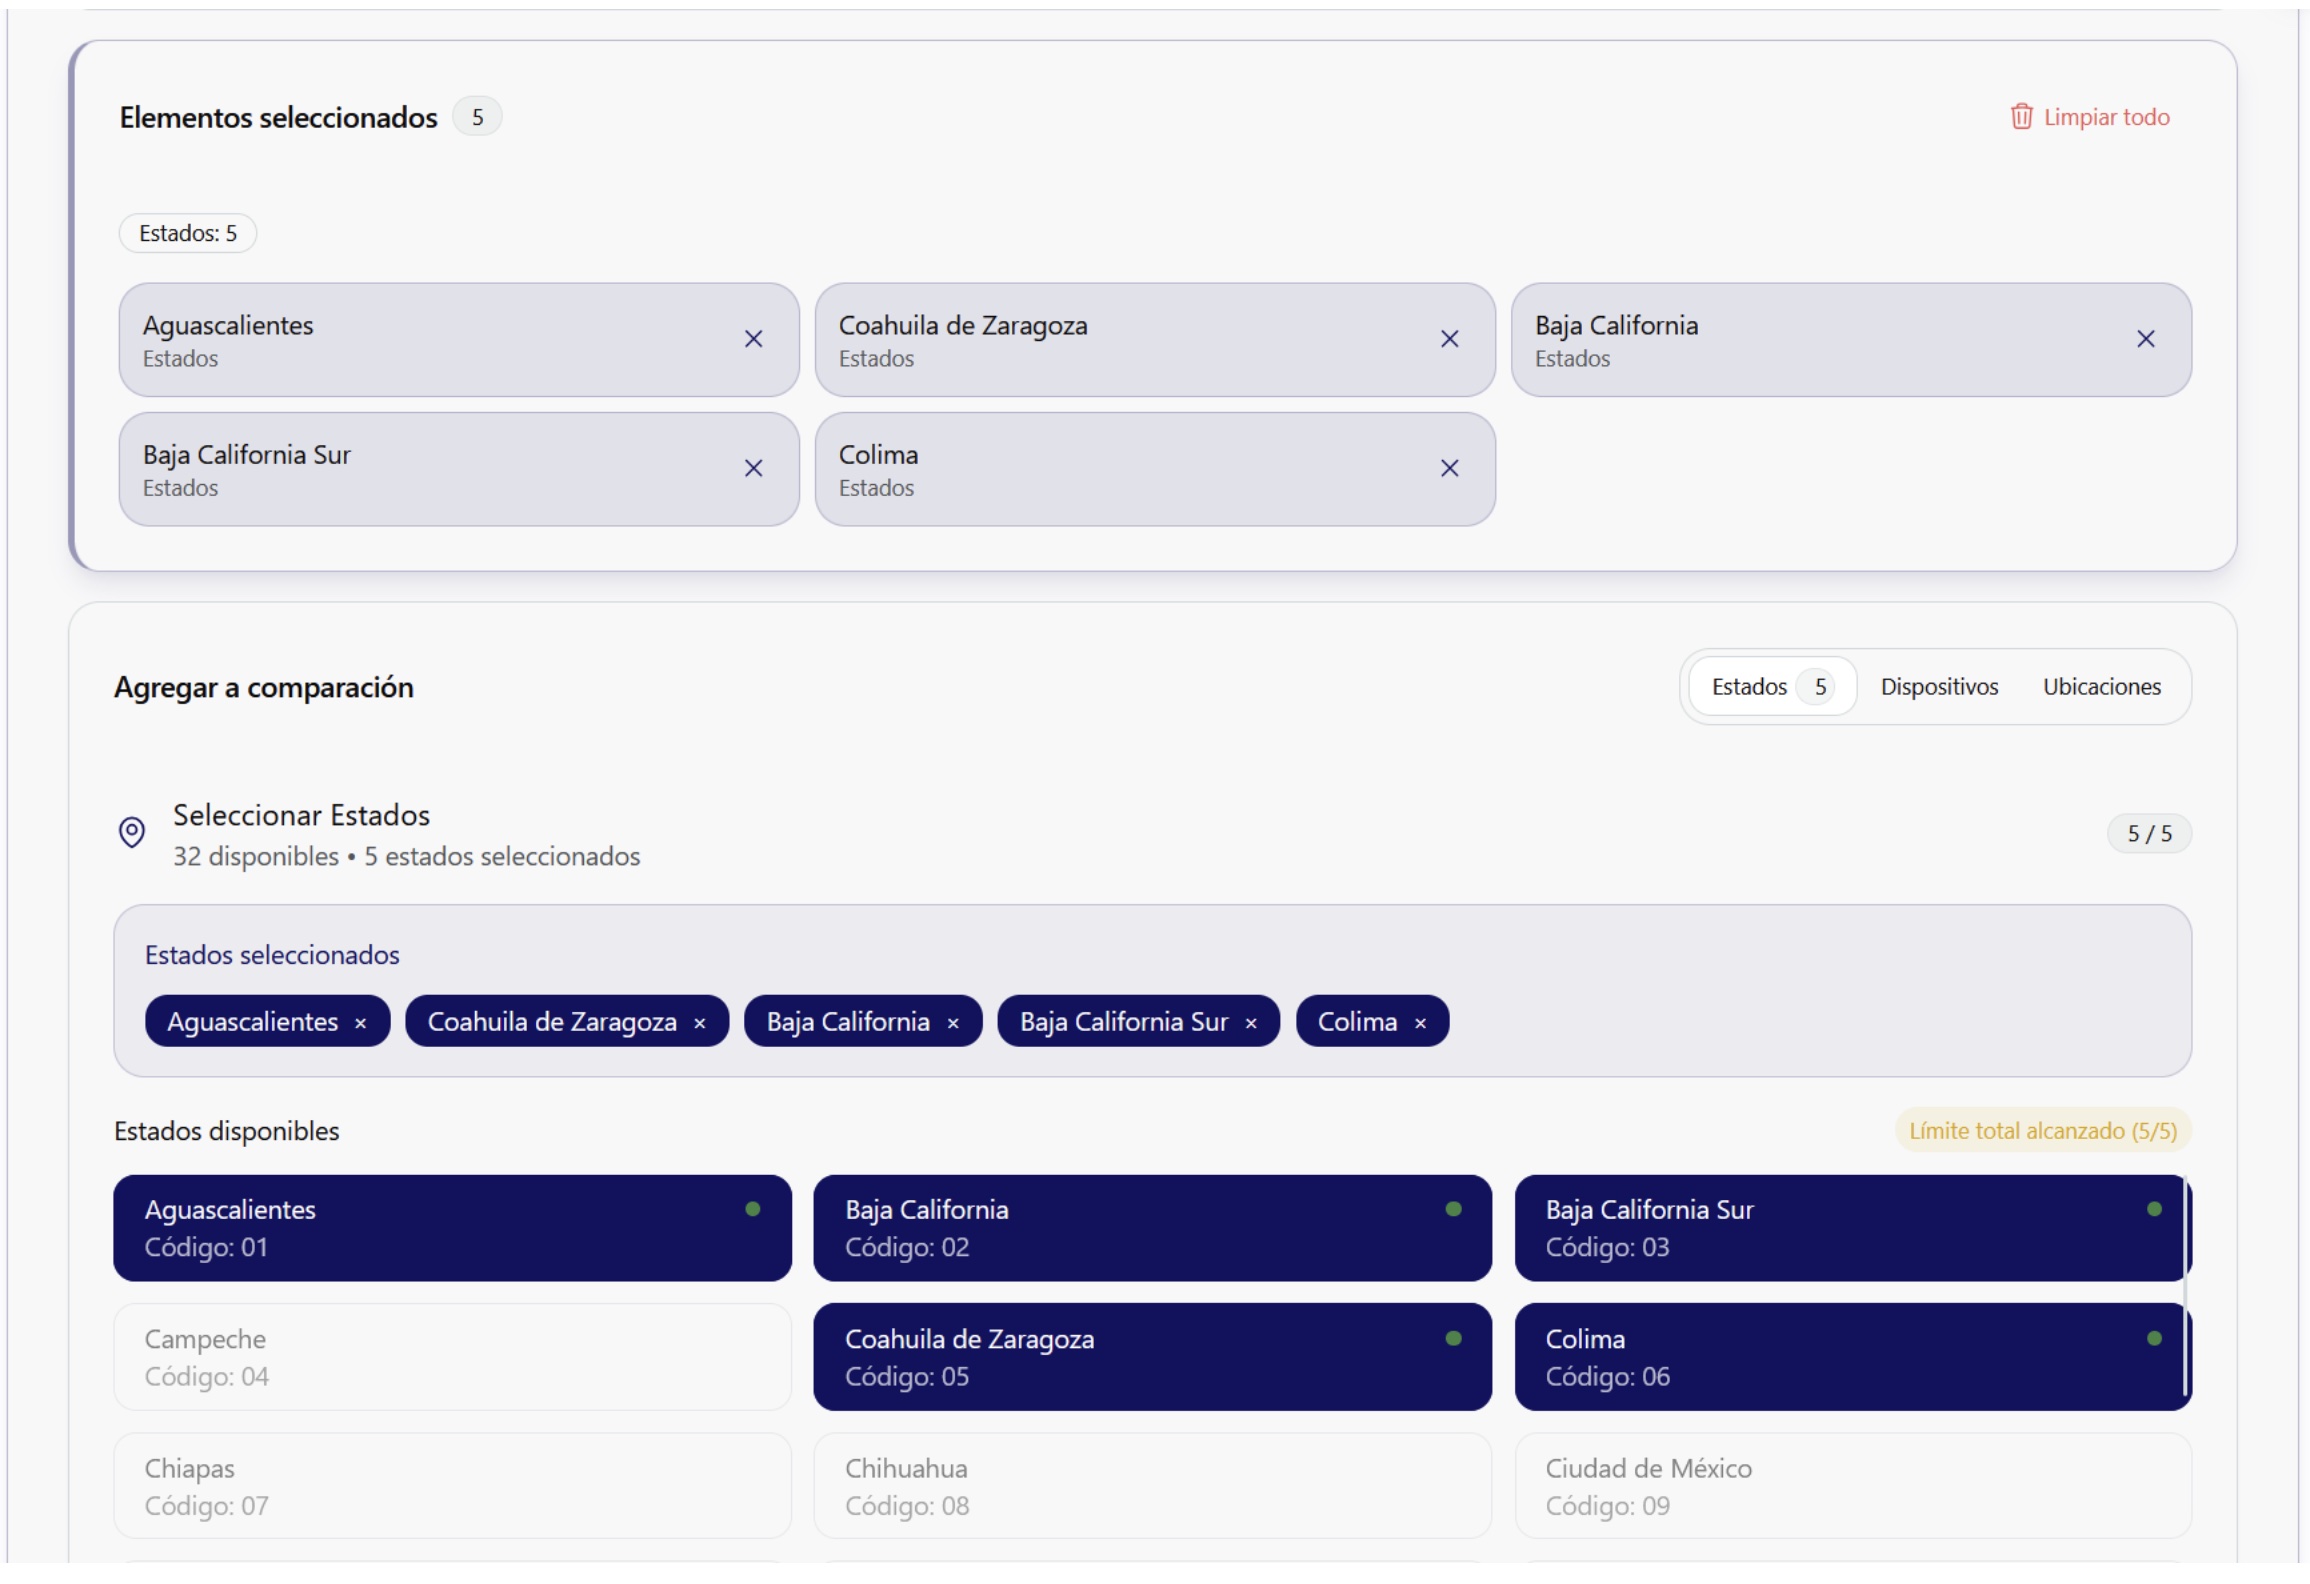 Elementos seleccionados 5
Limpiar todo
Estados: 5
Aguascalientes
Estados
Coahuila de Zaragoza
Estados
Baja California
Estados
Baja California Sur
Estados
Colima
Estados
Agregar a comparación
Estados 5 Dispositivos Ubicaciones
Seleccionar Estados
32 disponibles • 5 estados seleccionados
5 / 5
Estados seleccionados
Aguascalientes × Coahuila de Zaragoza × Baja California × Baja California Sur × Colima ×
Estados disponibles
Límite total alcanzado (5/5)
Aguascalientes
Código: 01
Baja California
Código: 02
Baja California Sur
Código: 03
Campeche
Código: 04
Coahuila de Zaragoza
Código: 05
Colima
Código: 06
Chiapas
Código: 07
Chihuahua
Código: 08
Ciudad de México
Código: 09